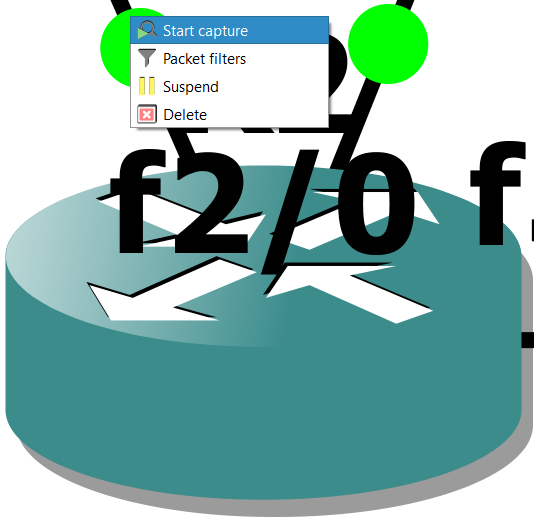 Start capture
Packet filters
Suspend
Delete
f2/0